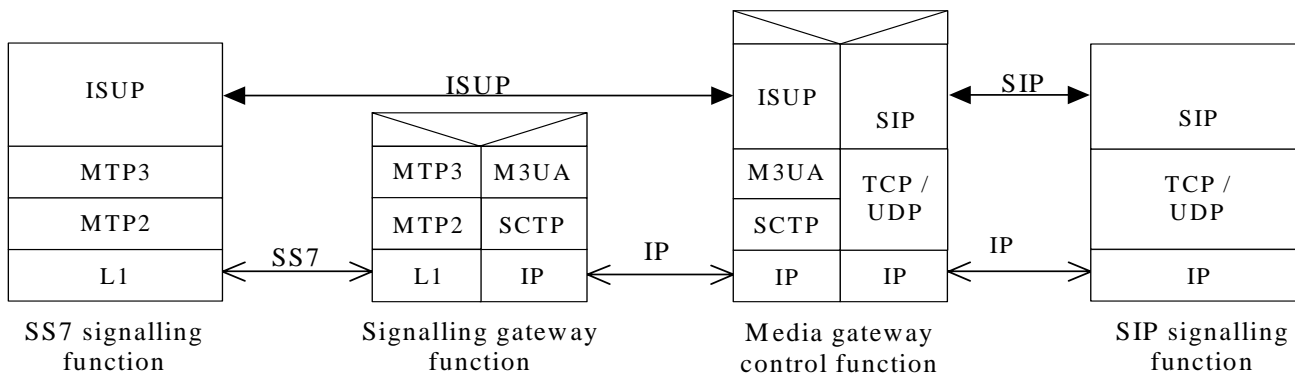 ISUP
MTP3
MTP2
L1
SS7 signalling
function
ISUP
SS7
MTP3
M3UA
MTP2
SCTP
L1
IP
Signalling gateway
function
IP
ISUP
SIP
M3UA
TCP /
UDP
SCTP
IP
IP
Media gateway
control function
SIP
IP
SIP
TCP /
UDP
IP
SIP signalling
function